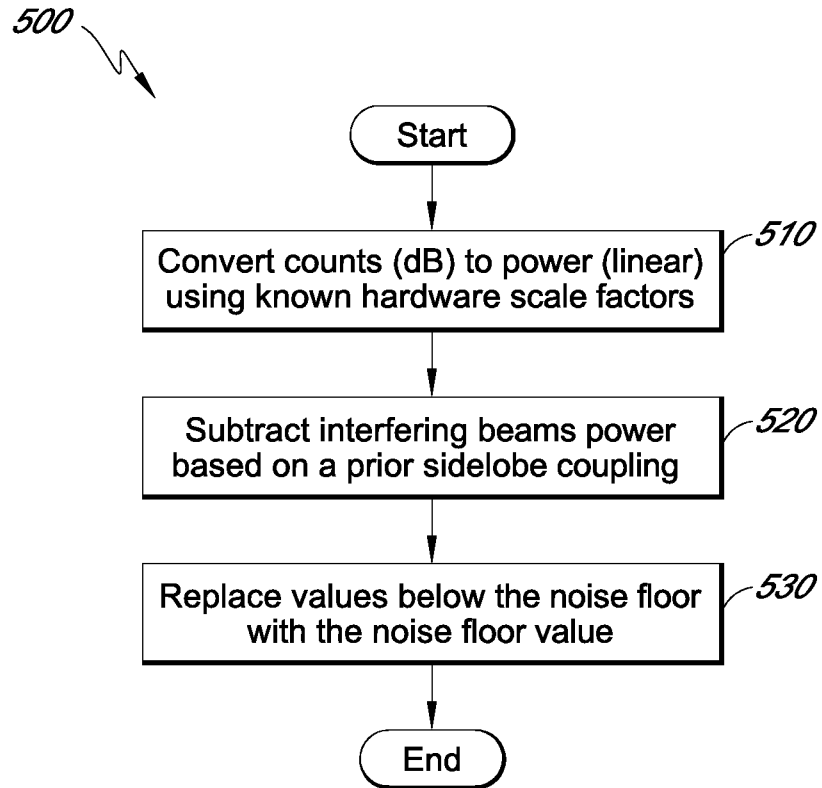 500
Start
Convert counts (dB) to power (linear)
using known hardware scale factors
510
Subtract interfering beams power
based on a prior sidelobe coupling
520
Replace values below the noise floor
with the noise floor value
530
End